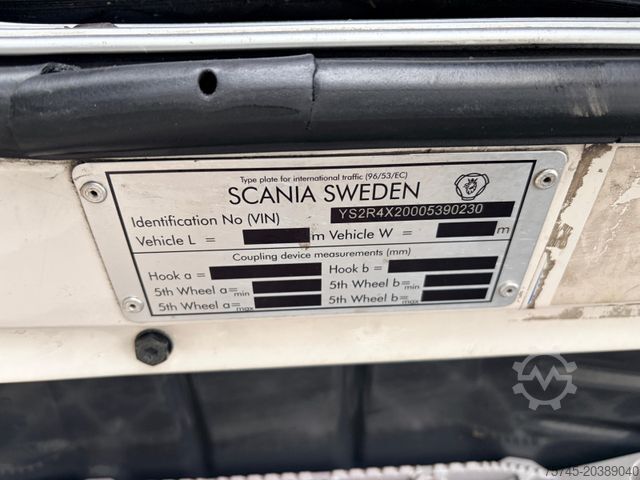 Type plate for international traffic (96/53/EC)
SCANIA SWEDEN
Identification No (VIN) YS2R4X20005390230
Vehicle L = m Vehicle W = m
Coupling device measurements (mm)
Hook a = Hook b =
5th Wheel a= min 5th Wheel b= min
5th Wheel a= max 5th Wheel b= max
75745-20389040